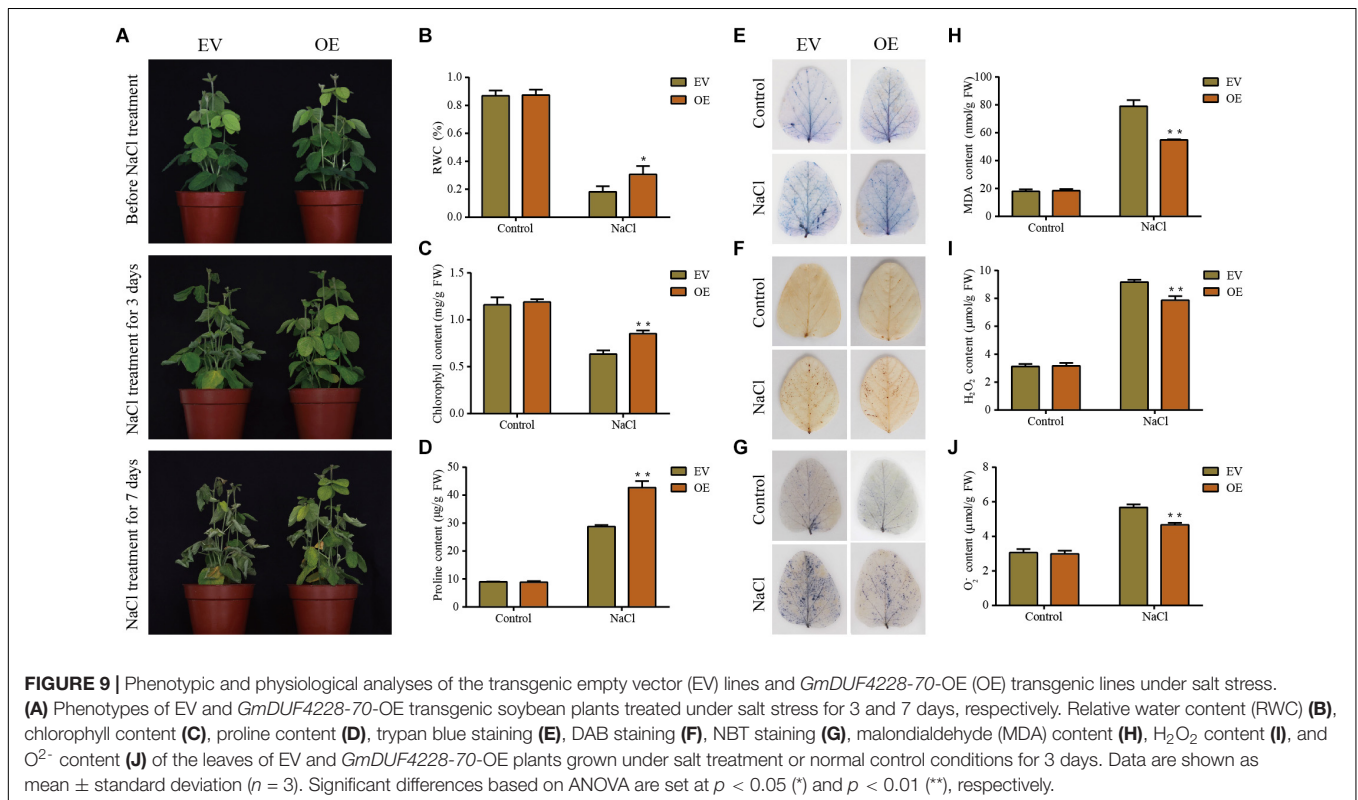 A
EV
OE
Before NaCl treatment
NaCl treatment for 3 days
NaCl treatment for 7 days
B
EV
OE
1.0
0.8
0.6
0.4
0.2
0.0
RWC (%)
*
Control
NaCl
C
EV
OE
1.5
1.0
0.5
0.0
Chlorophyll content (mg/g FW)
* *
Control
NaCl
D
EV
OE
50
40
30
20
10
0
Proline content (μg/g FW)
* *
Control
NaCl
E
EV
OE
Control
NaCl
F
Control
NaCl
G
Control
NaCl
H
EV
OE
100
80
60
40
20
0
MDA content (nmol/g FW)
* *
Control
NaCl
I
EV
OE
10
8
6
4
2
0
H₂O₂ content (μmol/g FW)
* *
Control
NaCl
J
EV
OE
8
6
4
2
0
O₂⁻ content (μmol/g FW)
* *
Control
NaCl
FIGURE 9 | Phenotypic and physiological analyses of the transgenic empty vector (EV) lines and GmDUF4228-70-OE (OE) transgenic lines under salt stress.
(A) Phenotypes of EV and GmDUF4228-70-OE transgenic soybean plants treated under salt stress for 3 and 7 days, respectively. Relative water content (RWC) (B),
chlorophyll content (C), proline content (D), trypan blue staining (E), DAB staining (F), NBT staining (G), malondialdehyde (MDA) content (H), H₂O₂ content (I), and
O²⁻ content (J) of the leaves of EV and GmDUF4228-70-OE plants grown under salt treatment or normal control conditions for 3 days. Data are shown as
mean ± standard deviation (n = 3). Significant differences based on ANOVA are set at p < 0.05 (*) and p < 0.01 (**), respectively.